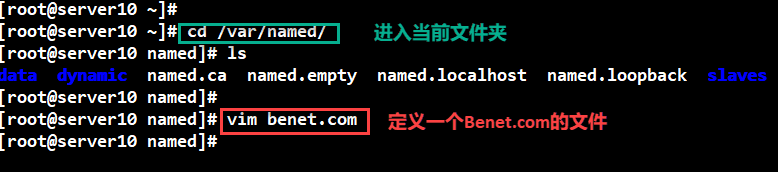 [root@server10 ~]#
[root@server10 ~]# cd /var/named/ 进入当前文件夹
[root@server10 named]# ls
data dynamic named.ca named.empty named.localhost named.loopback slaves
[root@server10 named]#
[root@server10 named]# vim benet.com 定义一个Benet.com的文件
[root@server10 named]#